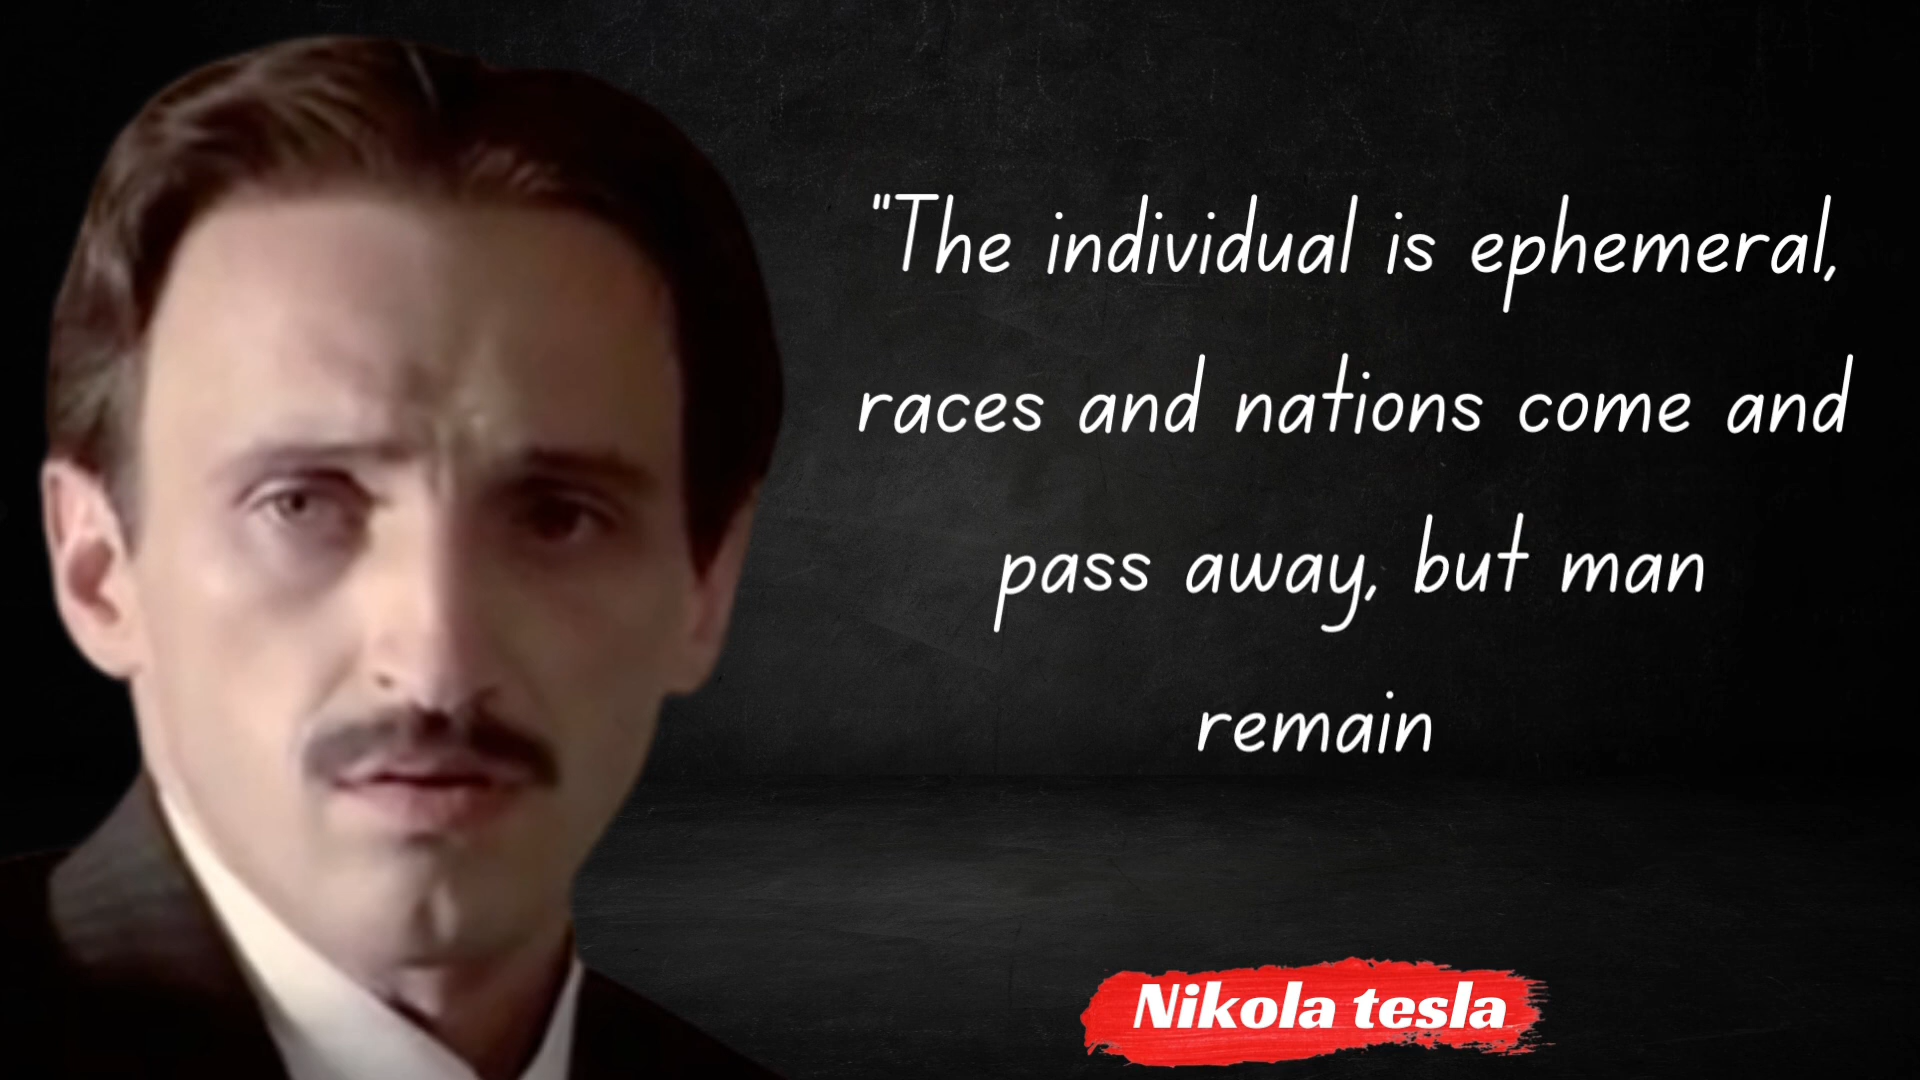 "The individual is ephemeral,
races and nations come and
pass away, but man
remain
Nikola tesla